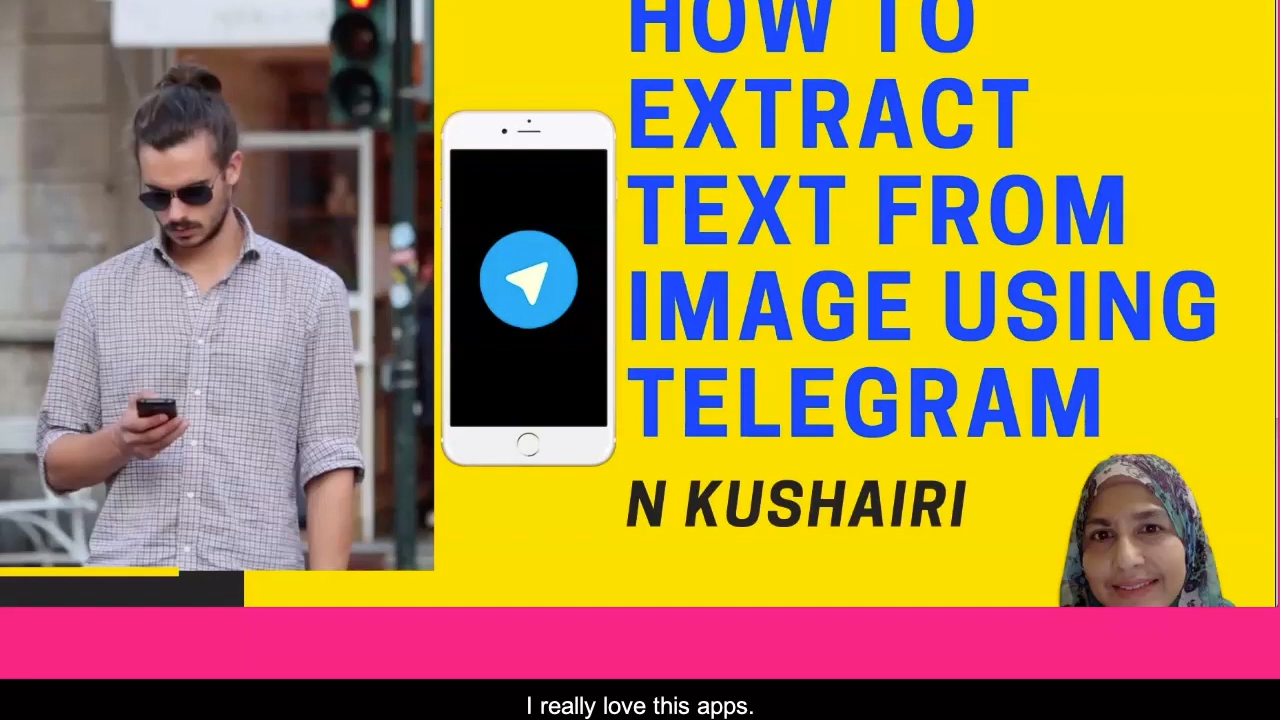 HOW TO
EXTRACT
TEXT FROM
IMAGE USING
TELEGRAM
N KUSHAIRI
I really love this apps.